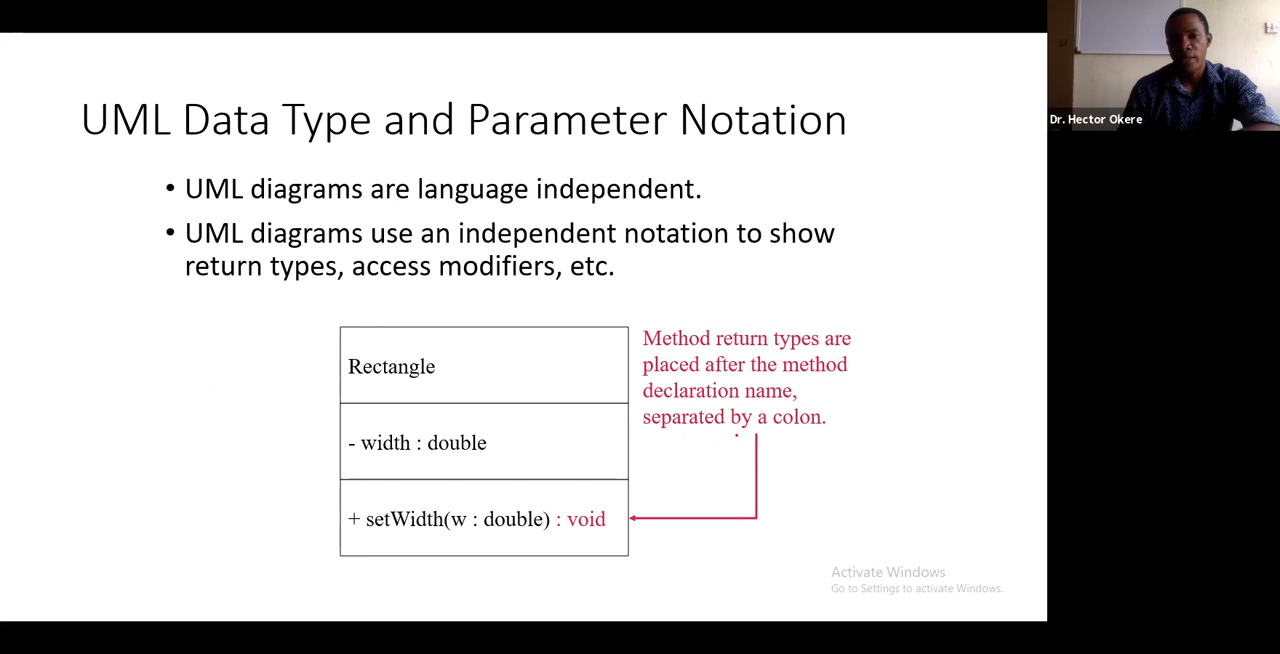 UML Data Type and Parameter Notation
• UML diagrams are language independent.
• UML diagrams use an independent notation to show
return types, access modifiers, etc.
Rectangle
- width : double
+ setWidth(w : double) : void
Method return types are
placed after the method
declaration name,
separated by a colon.
Activate Windows
Go to Settings to activate Windows.
Dr. Hector Okere